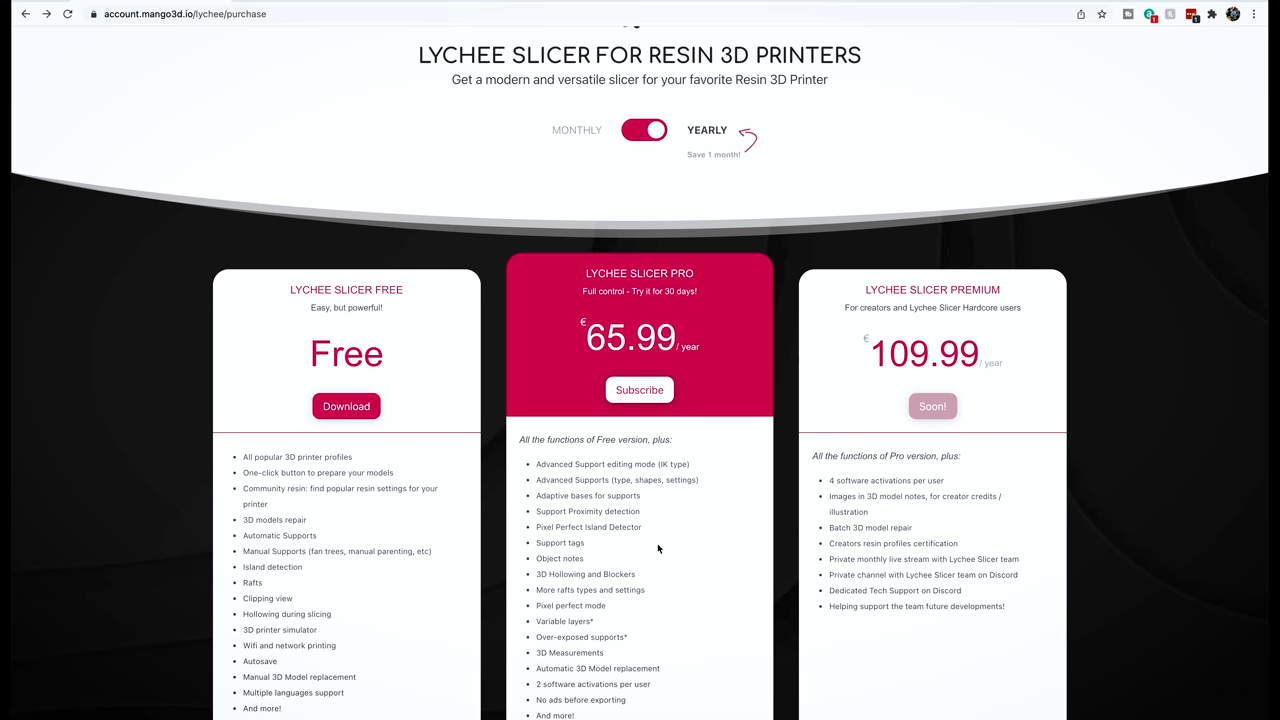 account.mango3d.io/lychee/purchase
LYCHEE SLICER FOR RESIN 3D PRINTERS
Get a modern and versatile slicer for your favorite Resin 3D Printer
MONTHLY
YEARLY
Save 1 month!
LYCHEE SLICER FREE
Easy, but powerful!
Free
Download
All popular 3D printer profiles
One-click button to prepare your models
Community resin: find popular resin settings for your
printer
3D models repair
Automatic Supports
Manual Supports (fan trees, manual parenting, etc)
Island detection
Rafts
Clipping view
Hollowing during slicing
3D printer simulator
Wifi and network printing
Autosave
Manual 3D Model replacement
Multiple languages support
And more!
LYCHEE SLICER PRO
Full control - Try it for 30 days!
€65.99/ year
Subscribe
All the functions of Free version, plus:
Advanced Support editing mode (IK type)
Advanced Supports (type, shapes, settings)
Adaptive bases for supports
Support Proximity detection
Pixel Perfect Island Detector
Support tags
Object notes
3D Hollowing and Blockers
More rafts types and settings
Pixel perfect mode
Variable layers*
Over-exposed supports*
3D Measurements
Automatic 3D Model replacement
2 software activations per user
No ads before exporting
And more!
LYCHEE SLICER PREMIUM
For creators and Lychee Slicer Hardcore users
€109.99/ year
Soon!
All the functions of Pro version, plus:
4 software activations per user
Images in 3D model notes, for creator credits /
illustration
Batch 3D model repair
Creators resin profiles certification
Private monthly live stream with Lychee Slicer team
Private channel with Lychee Slicer team on Discord
Dedicated Tech Support on Discord
Helping support the team future developments!